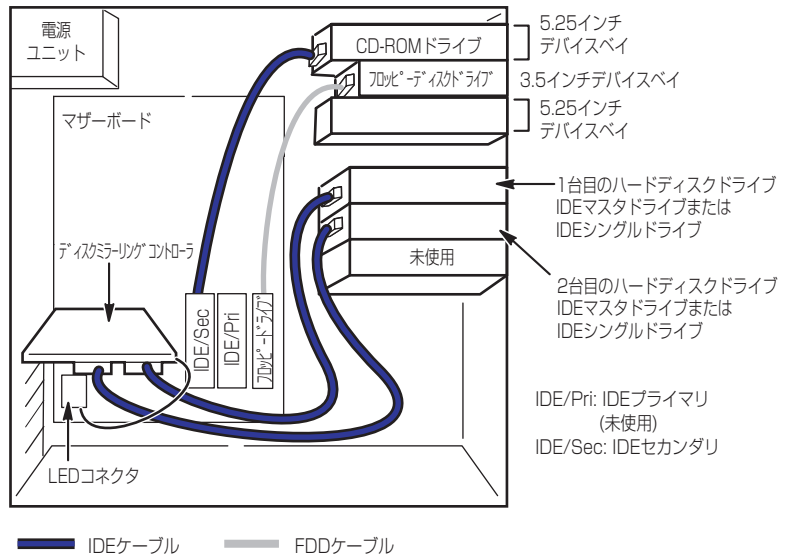 電源
ユニット
CD-ROMドライブ
5.25インチ
デバイスベイ
フロッピーディスクドライブ
3.5インチデバイスベイ
5.25インチ
デバイスベイ
マザーボード
1台目のハードディスクドライブ
IDEマスタドライブまたは
IDEシングルドライブ
未使用
2台目のハードディスクドライブ
IDEマスタドライブまたは
IDEシングルドライブ
ディスクミラーリングコントローラ
IDE/Sec
IDE/Pri
フロッピードライブ
IDE/Pri: IDEプライマリ
(未使用)
IDE/Sec: IDEセカンダリ
LEDコネクタ
IDEケーブル
FDDケーブル